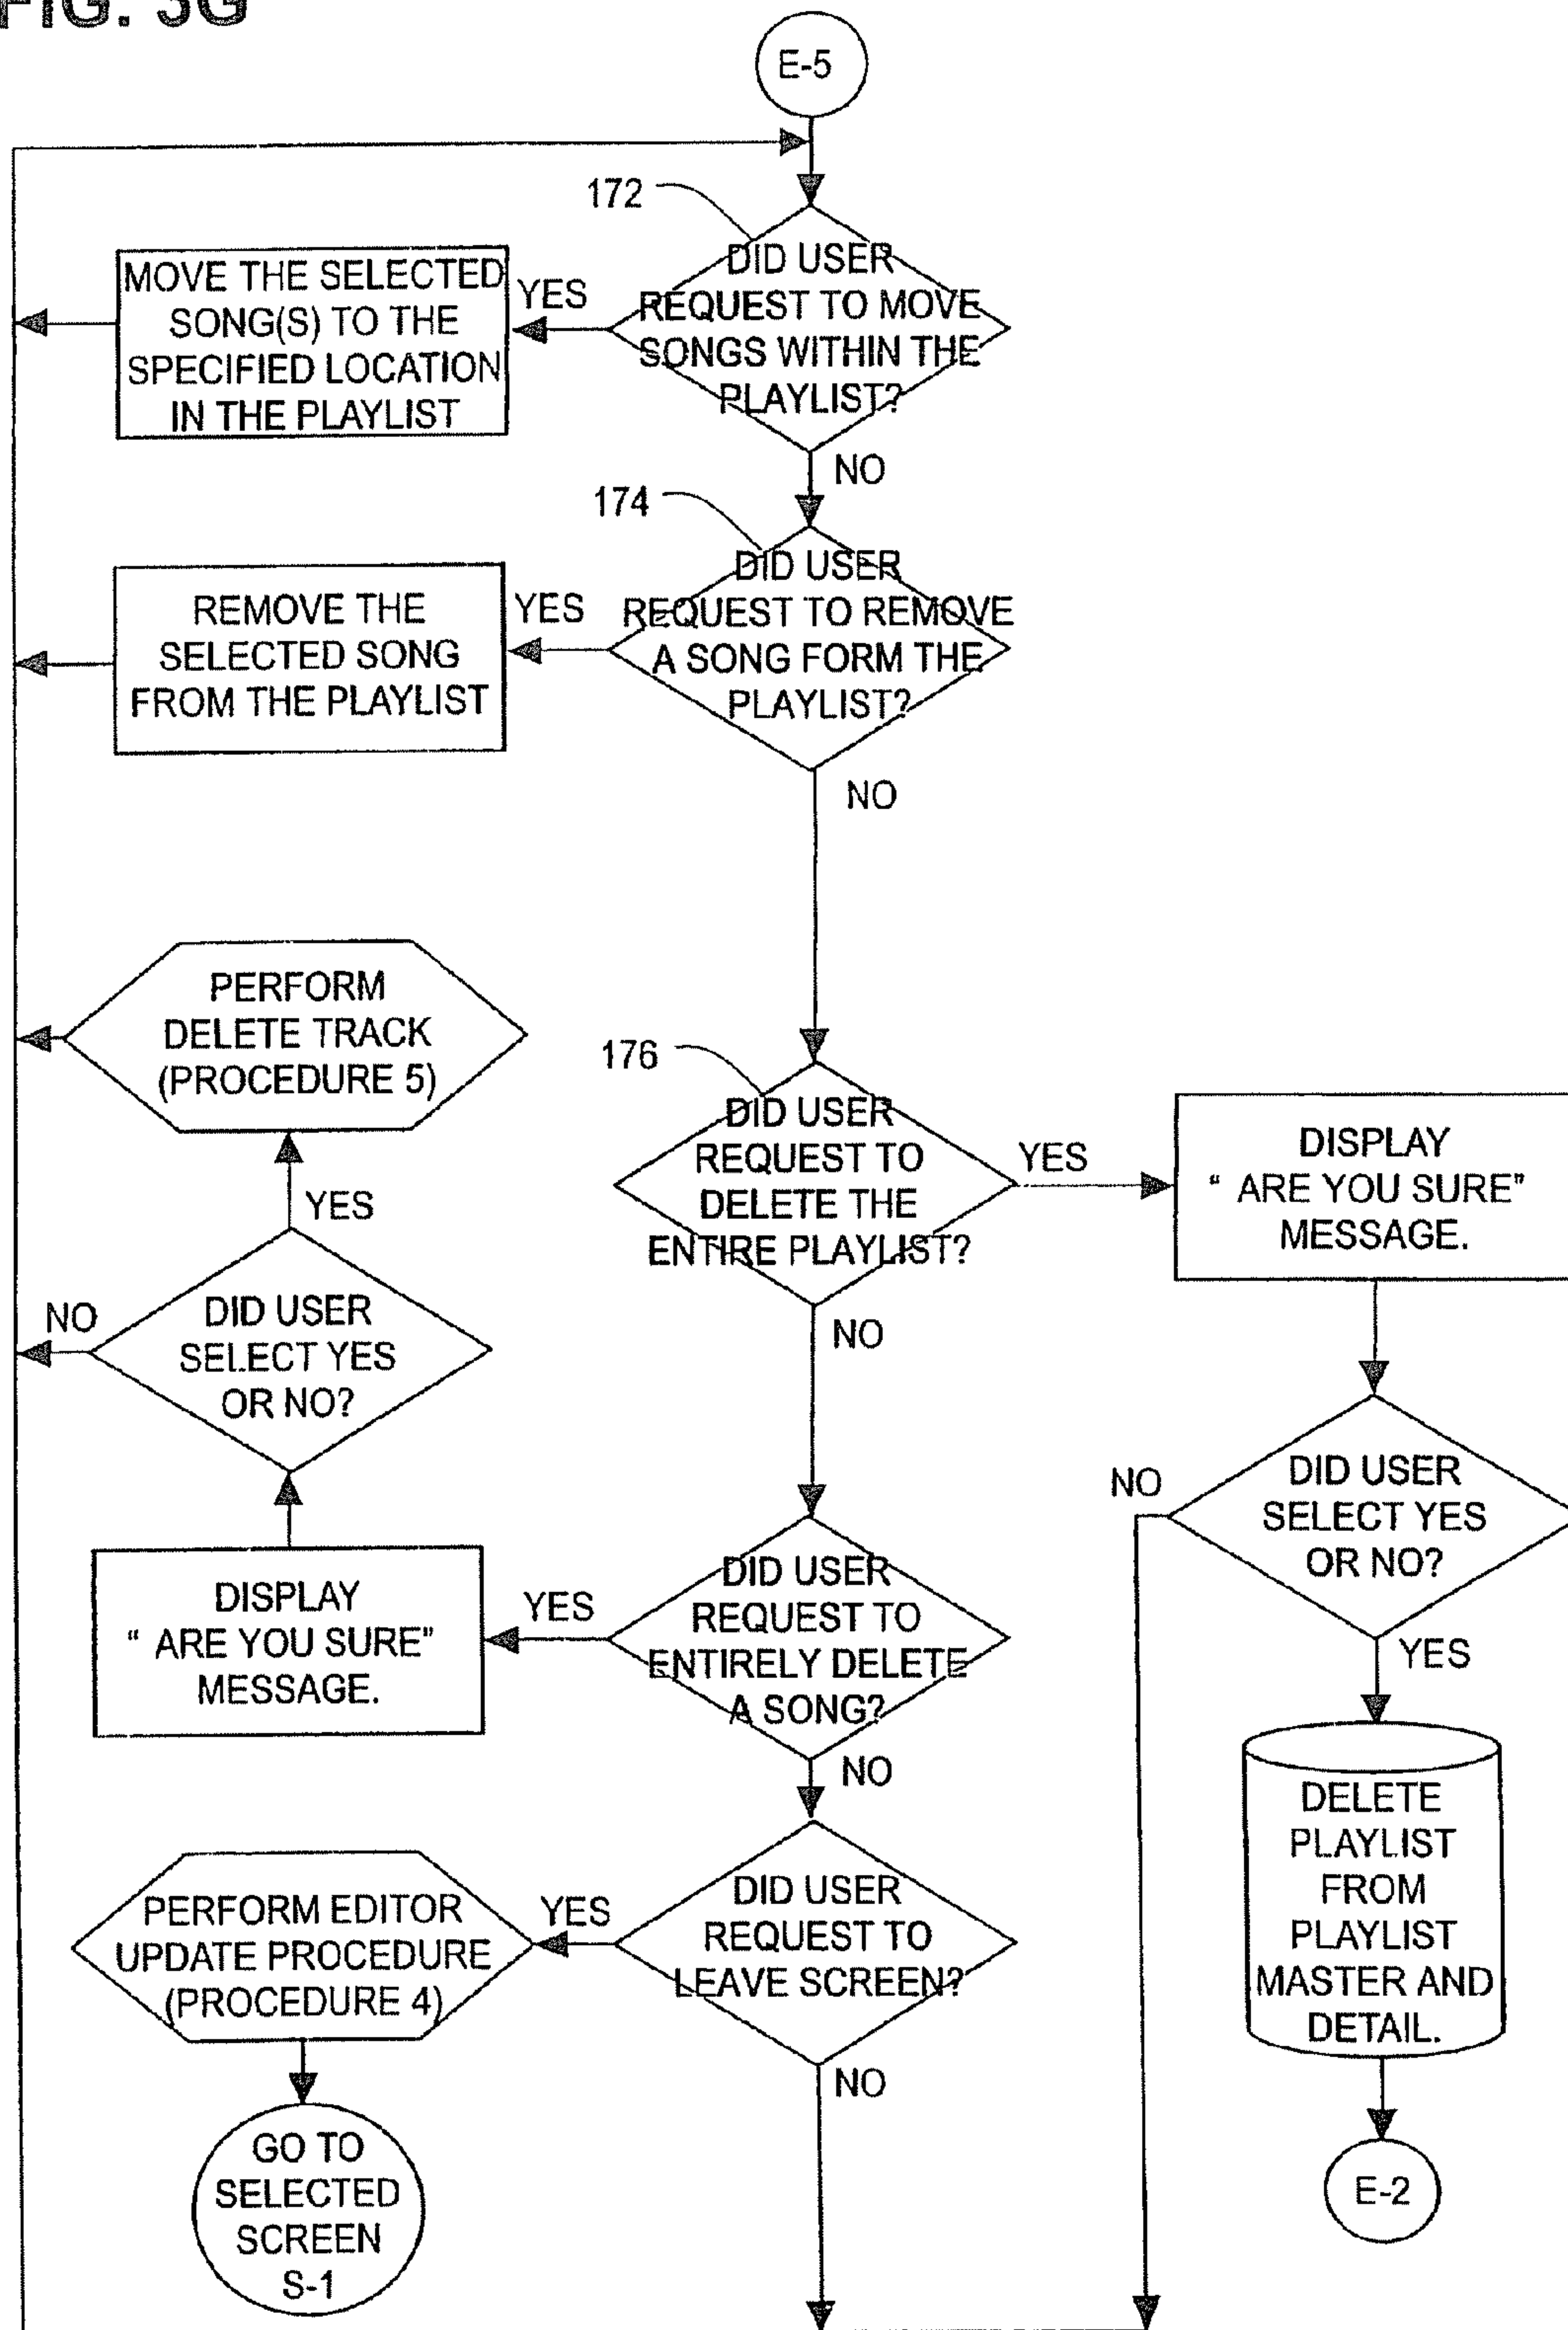 FIG. 3G
E-5
172
DID USER
REQUEST TO MOVE
SONGS WITHIN THE
PLAYLIST?
YES
MOVE THE SELECTED
SONG(S) TO THE
SPECIFIED LOCATION
IN THE PLAYLIST
NO
174
DID USER
REQUEST TO REMOVE
A SONG FORM THE
PLAYLIST?
YES
REMOVE THE
SELECTED SONG
FROM THE PLAYLIST
NO
176
DID USER
REQUEST TO
DELETE THE
ENTIRE PLAYLIST?
YES
DISPLAY
“ ARE YOU SURE”
MESSAGE.
DID USER
SELECT YES
OR NO?
NO
YES
DELETE
PLAYLIST
FROM
PLAYLIST
MASTER AND
DETAIL.
E-2
NO
DID USER
REQUEST TO
ENTIRELY DELETE
A SONG?
YES
DISPLAY
“ ARE YOU SURE”
MESSAGE.
DID USER
SELECT YES
OR NO?
NO
YES
PERFORM
DELETE TRACK
(PROCEDURE 5)
NO
DID USER
REQUEST TO
LEAVE SCREEN?
YES
PERFORM EDITOR
UPDATE PROCEDURE
(PROCEDURE 4)
GO TO
SELECTED
SCREEN
S-1
NO